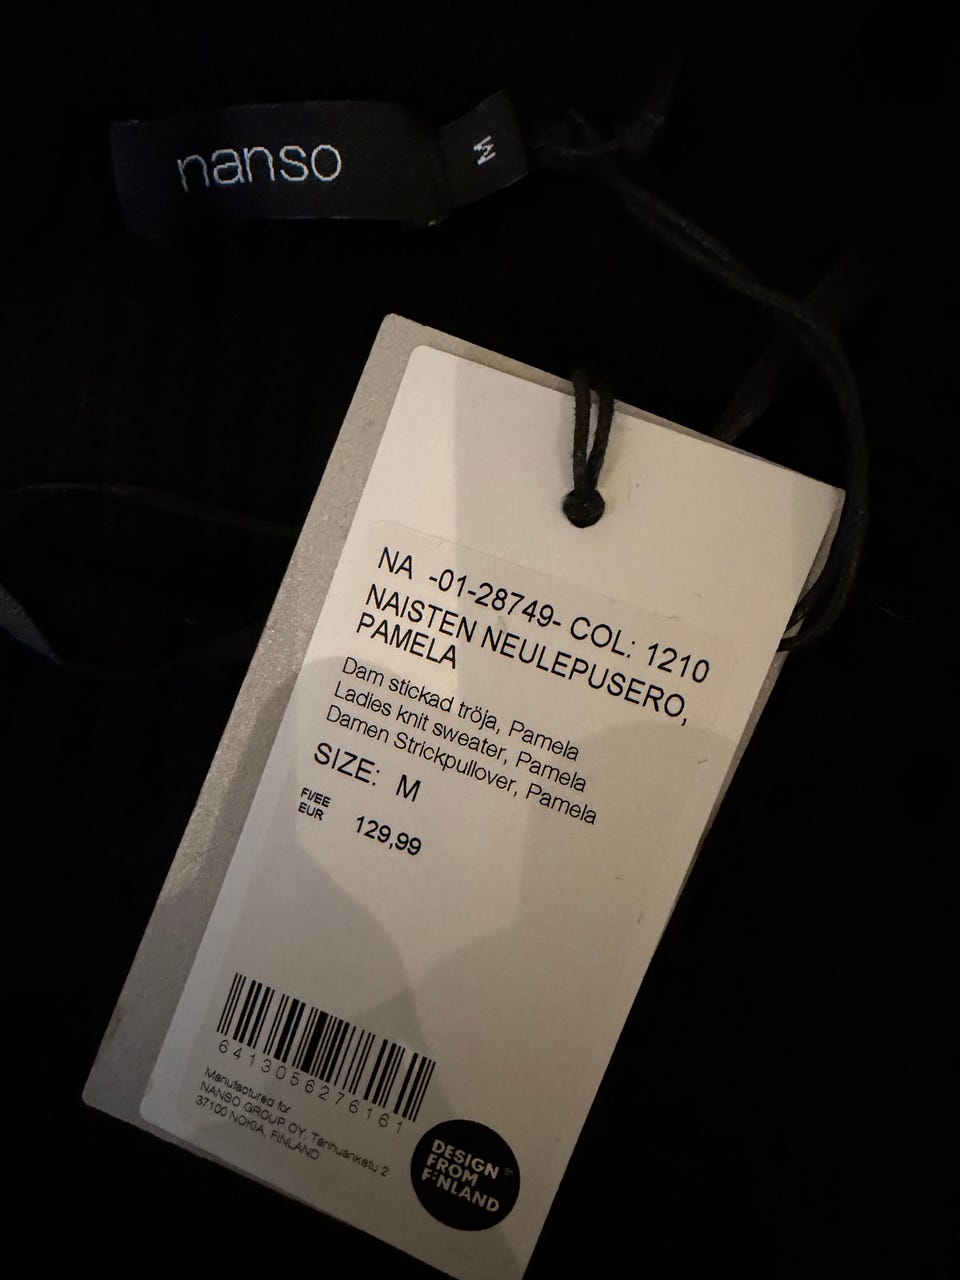 nanso
M
NA -01-28749- COL: 1210
NAISTEN NEULEPUSERO,
PAMELA
Dam stickad tröja, Pamela
Ladies knit sweater, Pamela
Damen Strickpullover, Pamela
SIZE: M
FI/EE
EUR 129,99
6413056276161
Manufactured for
NANSO GROUP OY, Tanhuankatu 2
37100 NOKIA, FINLAND
DESIGN
FROM
FINLAND